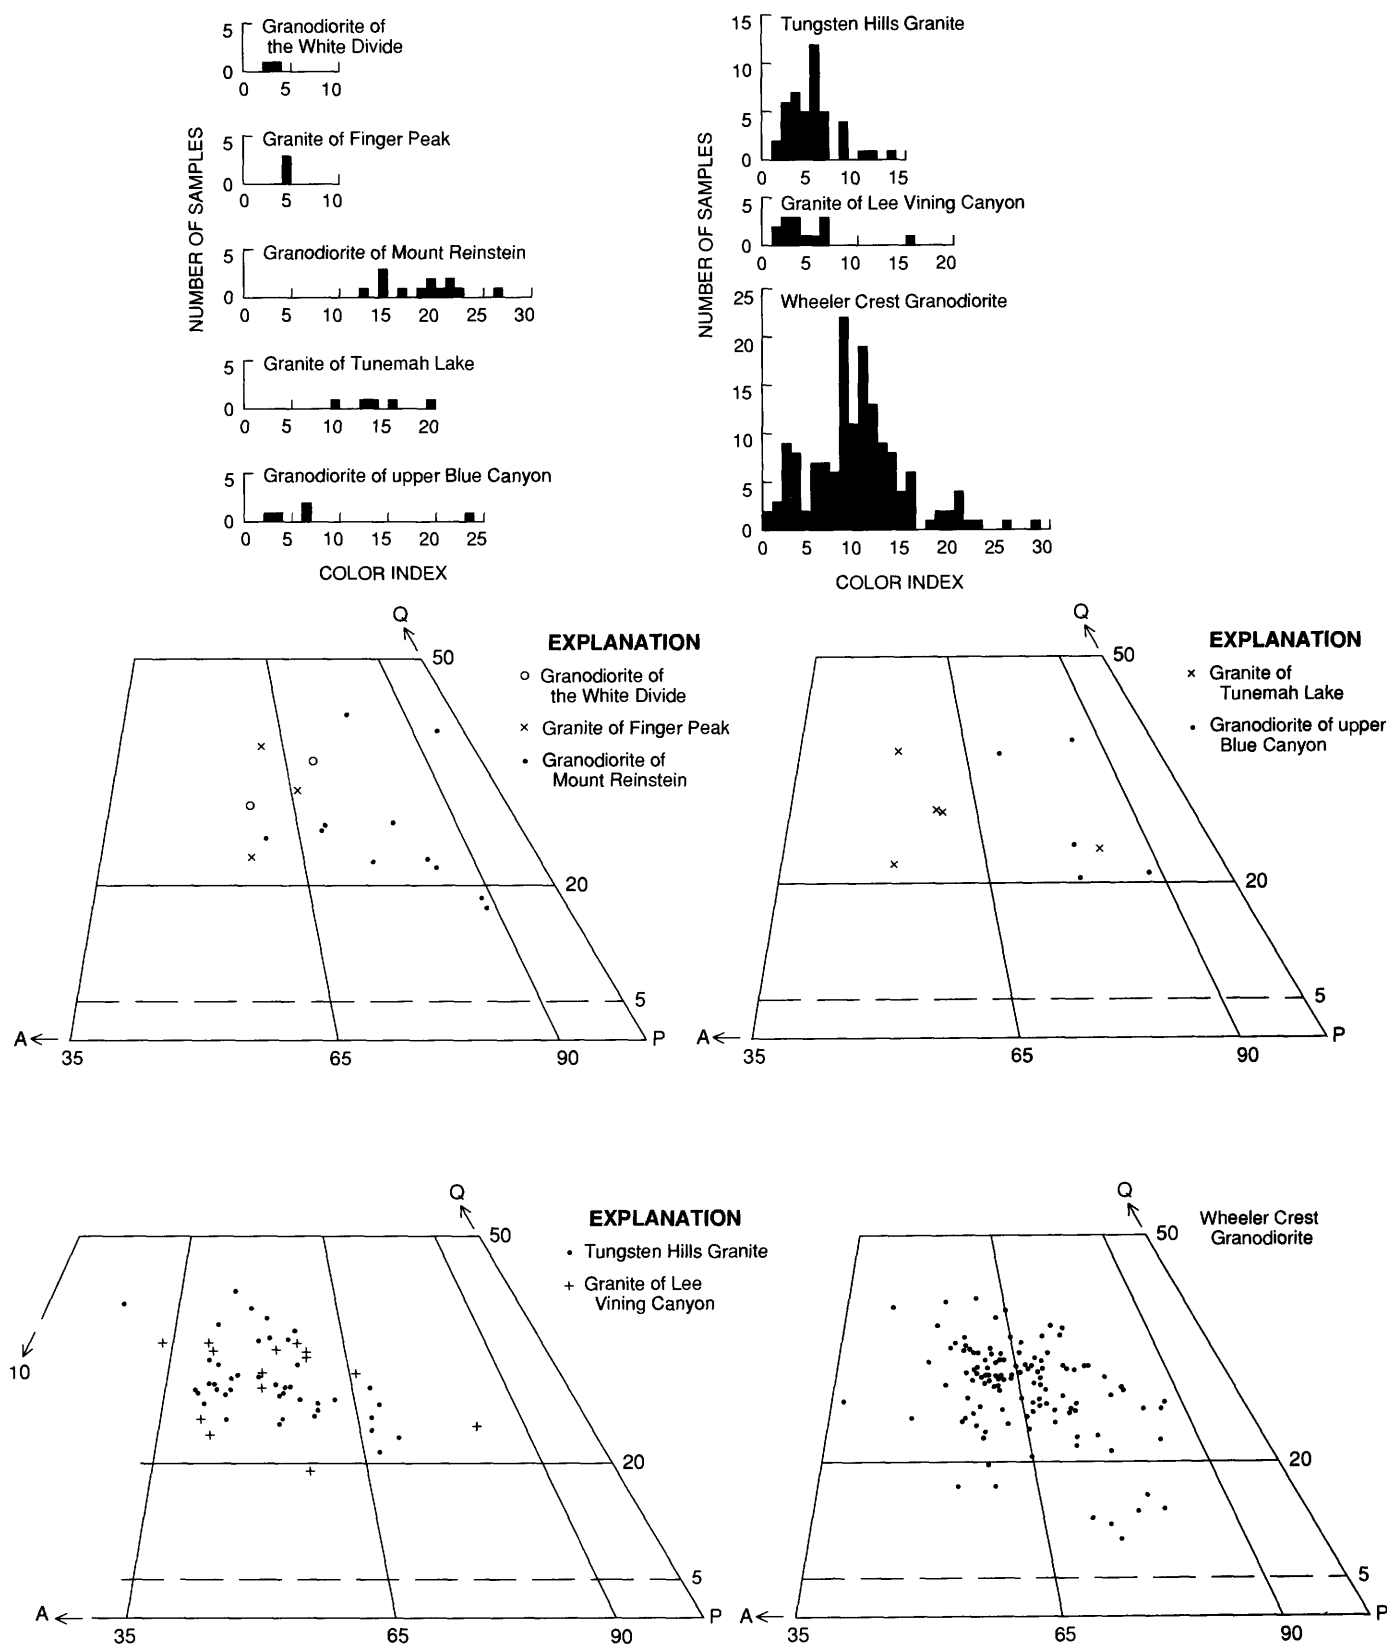 5
Granodiorite of
the White Divide
0
0 5 10
5
Granite of Finger Peak
0
0 5 10
NUMBER OF SAMPLES
5
Granodiorite of Mount Reinstein
0
0 5 10 15 20 25 30
5
Granite of Tunemah Lake
0
0 5 10 15 20
5
Granodiorite of upper Blue Canyon
0
0 5 10 15 20 25
COLOR INDEX
15
Tungsten Hills Granite
10
5
0
0 5 10 15
NUMBER OF SAMPLES
5
Granite of Lee Vining Canyon
0
0 5 10 15 20
25
Wheeler Crest Granodiorite
20
15
10
5
0
0 5 10 15 20 25 30
COLOR INDEX
Q
50
EXPLANATION
Granodiorite of
the White Divide
Granite of Finger Peak
Granodiorite of
Mount Reinstein
20
5
A P
35 65 90
Q
50
EXPLANATION
Granite of
Tunemah Lake
Granodiorite of upper
Blue Canyon
20
5
A P
35 65 90
Q
50
EXPLANATION
Tungsten Hills Granite
Granite of Lee
Vining Canyon
10
20
5
A P
35 65 90
Q
50
Wheeler Crest
Granodiorite
20
5
A P
35 65 90